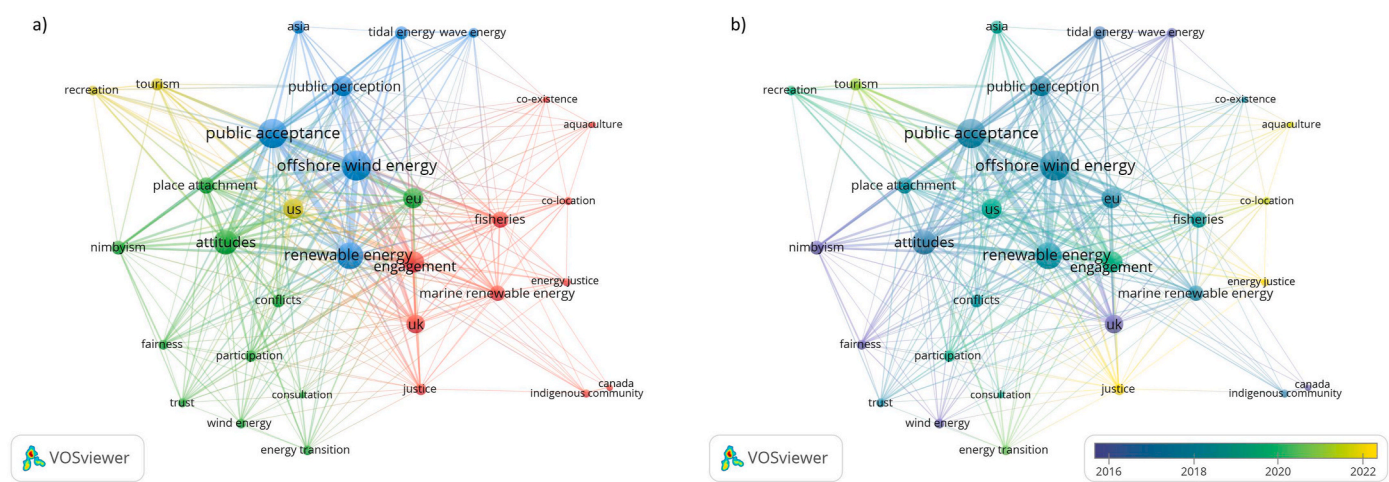 a)
asia
tidal energy
wave energy
tourism
recreation
public perception
co-existence
public acceptance
aquaculture
offshore wind energy
place attachment
us
eu
co-location
fisheries
nimbyism
attitudes
renewable energy
engagement
energy justice
marine renewable energy
conflicts
uk
fairness
participation
justice
canada
indigenous community
consultation
trust
wind energy
energy transition
VOSviewer
b)
asia
tidal energy
wave energy
tourism
recreation
public perception
co-existence
public acceptance
aquaculture
offshore wind energy
place attachment
us
eu
co-location
fisheries
nimbyism
attitudes
renewable energy
engagement
energy justice
marine renewable energy
conflicts
uk
fairness
participation
justice
canada
indigenous community
consultation
trust
wind energy
energy transition
VOSviewer
2016
2018
2020
2022